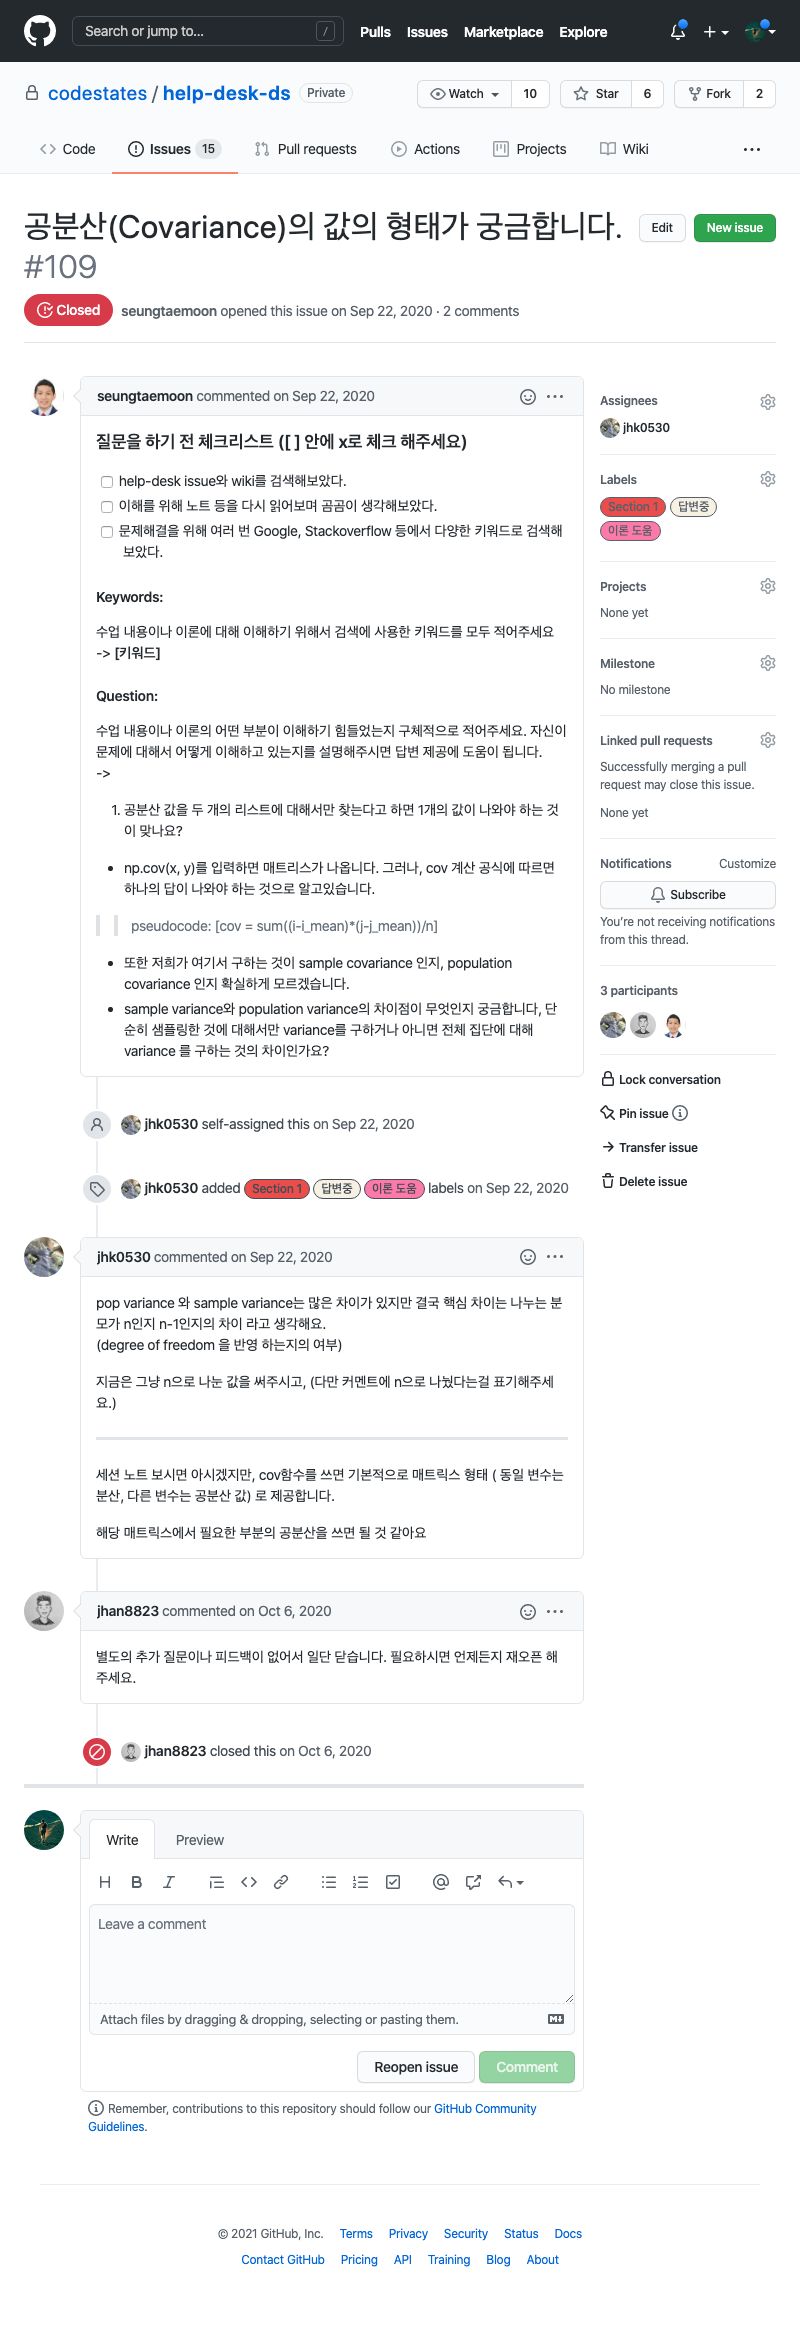 Search or jump to... /
Pulls Issues Marketplace Explore
codestates / help-desk-ds Private
Watch 10 Star 6 Fork 2
Code Issues 15 Pull requests Actions Projects Wiki ...
공분산(Covariance)의 값의 형태가 궁금합니다.
#109
Edit New issue
Closed seungtaemoon opened this issue on Sep 22, 2020 · 2 comments
seungtaemoon commented on Sep 22, 2020
질문을 하기 전 체크리스트 ([ ] 안에 x로 체크 해주세요)
help-desk issue와 wiki를 검색해보았다.
이해를 위해 노트 등을 다시 읽어보며 곰곰이 생각해보았다.
문제해결을 위해 여러 번 Google, Stackoverflow 등에서 다양한 키워드로 검색해
보았다.
Keywords:
수업 내용이나 이론에 대해 이해하기 위해서 검색에 사용한 키워드를 모두 적어주세요
-> [키워드]
Question:
수업 내용이나 이론의 어떤 부분이 이해하기 힘들었는지 구체적으로 적어주세요. 자신이
문제에 대해서 어떻게 이해하고 있는지를 설명해주시면 답변 제공에 도움이 됩니다.
->
1. 공분산 값을 두 개의 리스트에 대해서만 찾는다고 하면 1개의 값이 나와야 하는 것
이 맞나요?
• np.cov(x, y)를 입력하면 매트리스가 나옵니다. 그러나, cov 계산 공식에 따르면
하나의 답이 나와야 하는 것으로 알고있습니다.
pseudocode: [cov = sum((i-i_mean)*(j-j_mean))/n]
• 또한 저희가 여기서 구하는 것이 sample covariance 인지, population
covariance 인지 확실하게 모르겠습니다.
• sample variance와 population variance의 차이점이 무엇인지 궁금합니다, 단
순히 샘플링한 것에 대해서만 variance를 구하거나 아니면 전체 집단에 대해
variance 를 구하는 것의 차이인가요?
jhk0530 self-assigned this on Sep 22, 2020
jhk0530 added Section 1 답변중 이론 도움 labels on Sep 22, 2020
jhk0530 commented on Sep 22, 2020
pop variance 와 sample variance는 많은 차이가 있지만 결국 핵심 차이는 나누는 분
모가 n인지 n-1인지의 차이 라고 생각해요.
(degree of freedom 을 반영 하는지의 여부)
지금은 그냥 n으로 나눈 값을 써주시고, (다만 커멘트에 n으로 나눴다는걸 표기해주세
요.)
세션 노트 보시면 아시겠지만, cov함수를 쓰면 기본적으로 매트릭스 형태 ( 동일 변수는
분산, 다른 변수는 공분산 값) 로 제공합니다.
해당 매트릭스에서 필요한 부분의 공분산을 쓰면 될 것 같아요
jhan8823 commented on Oct 6, 2020
별도의 추가 질문이나 피드백이 없어서 일단 닫습니다. 필요하시면 언제든지 재오픈 해
주세요.
jhan8823 closed this on Oct 6, 2020
Write Preview
H B I
Leave a comment
Attach files by dragging & dropping, selecting or pasting them.
Reopen issue Comment
Remember, contributions to this repository should follow our GitHub Community
Guidelines.
Assignees
jhk0530
Labels
Section 1 답변중
이론 도움
Projects
None yet
Milestone
No milestone
Linked pull requests
Successfully merging a pull
request may close this issue.
None yet
Notifications Customize
Subscribe
You're not receiving notifications
from this thread.
3 participants
Lock conversation
Pin issue
Transfer issue
Delete issue
© 2021 GitHub, Inc. Terms Privacy Security Status Docs
Contact GitHub Pricing API Training Blog About